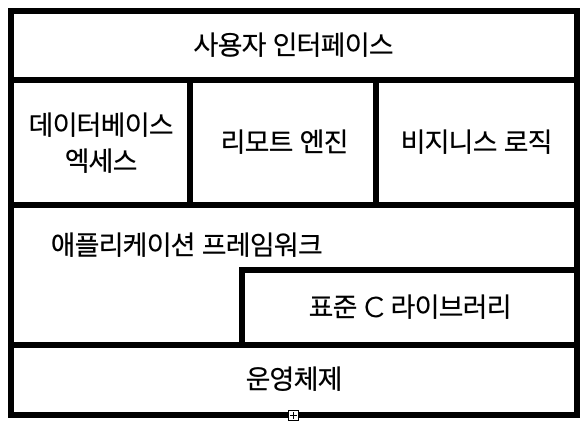 사용자 인터페이스
데이터베이스
엑세스
리모트 엔진
비지니스 로직
애플리케이션 프레임워크
표준 C 라이브러리
운영체제